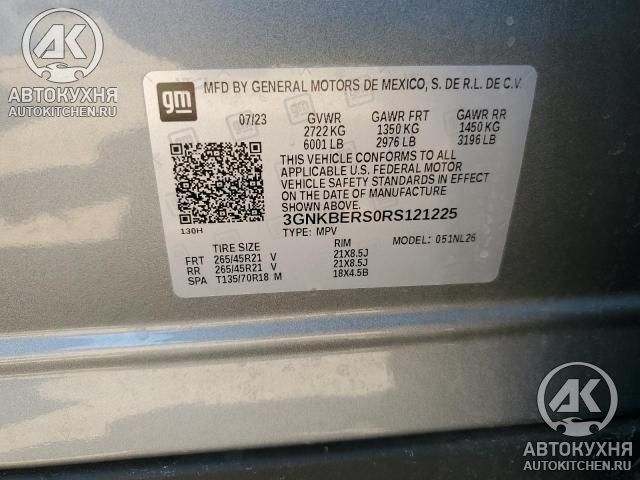 АВТОКУХНЯ
AUTOKITCHEN.RU
gm
MFD BY GENERAL MOTORS DE MEXICO, S. DE R.L. DE C.V.
07/23 GVWR GAWR FRT GAWR RR
2722 KG 1350 KG 1450 KG
6001 LB 2976 LB 3196 LB
THIS VEHICLE CONFORMS TO ALL
APPLICABLE U.S. FEDERAL MOTOR
VEHICLE SAFETY STANDARDS IN EFFECT
ON THE DATE OF MANUFACTURE
SHOWN ABOVE.
3GNKBERS0RS121225
130H
TYPE: MPV MODEL: 051NL26
TIRE SIZE RIM
FRT 265/45R21 V 21X8.5J
RR 265/45R21 V 21X8.5J
SPA T135/70R18 M 18X4.5B
АК
АВТОКУХНЯ
AUTOKITCHEN.RU